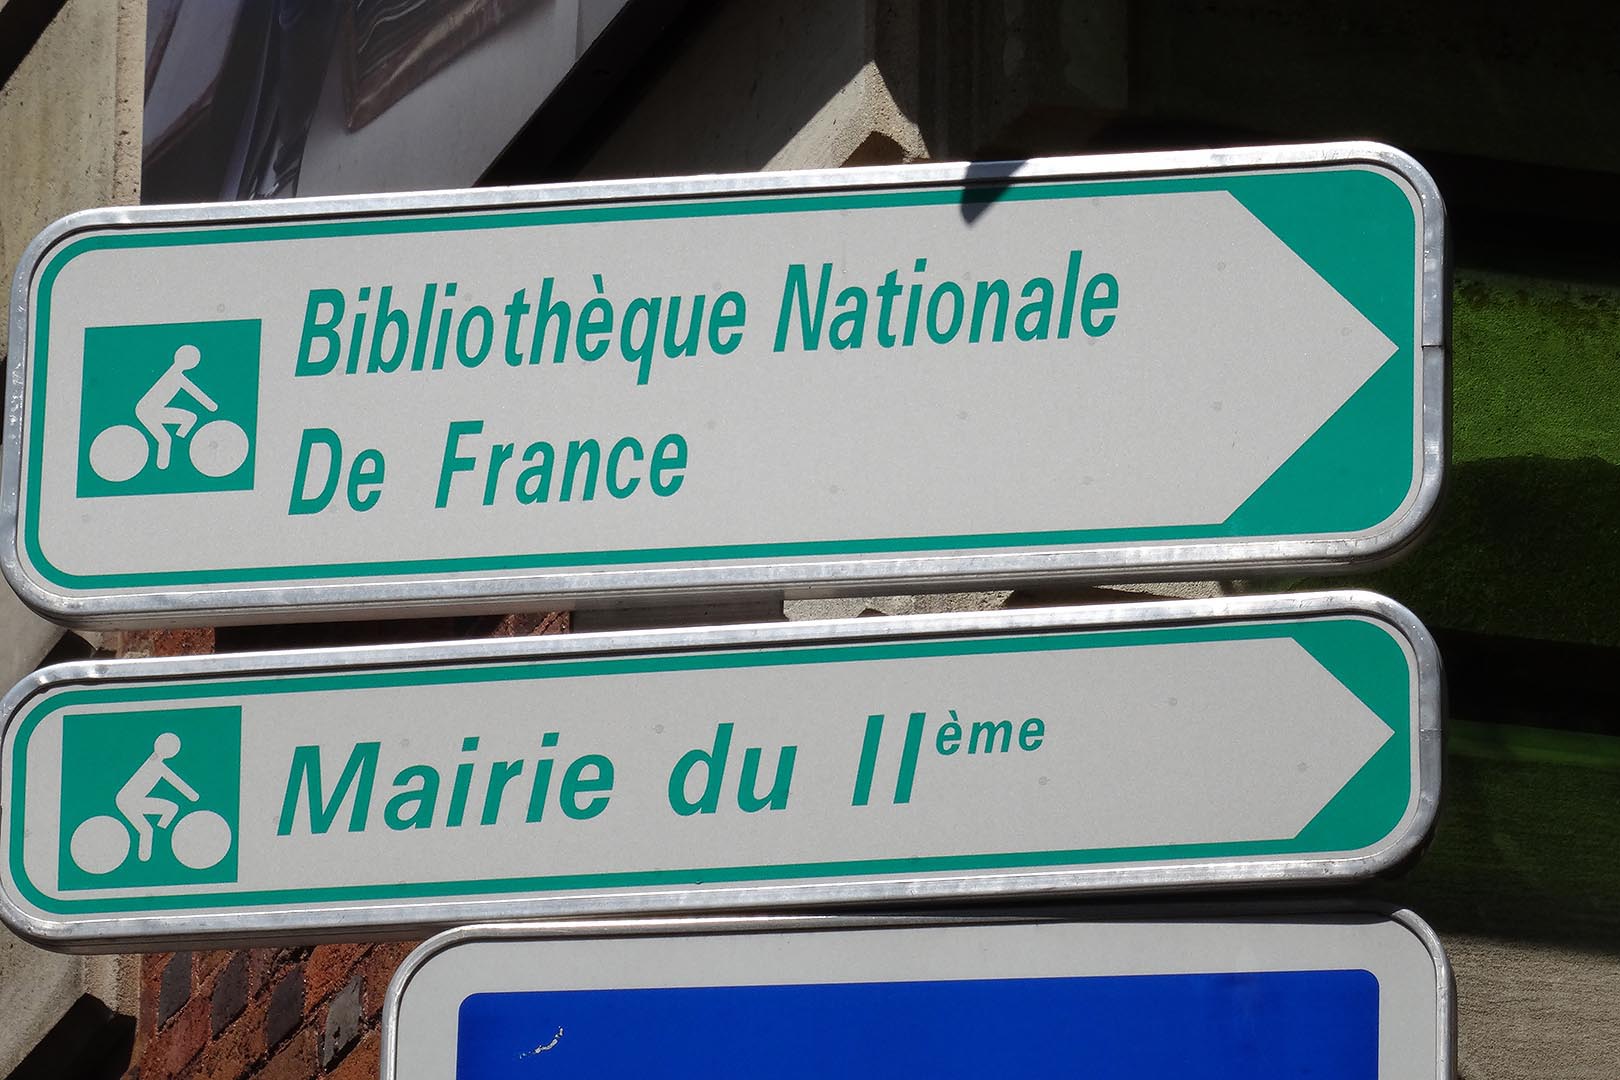 Bibliothèque Nationale
De France
Mairie du IIème